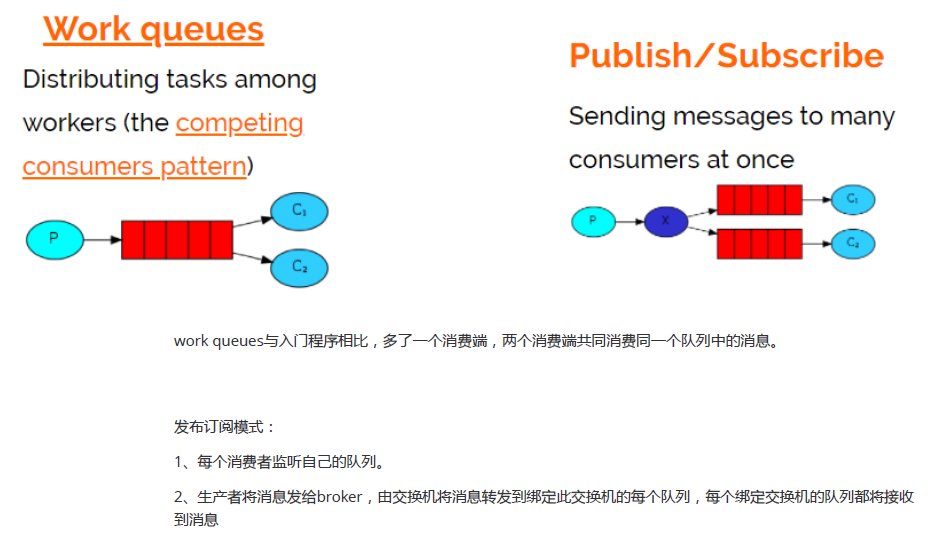 Work queues
Distributing tasks among
workers (the competing
consumers pattern)
P
C₁
C₂
Publish/Subscribe
Sending messages to many
consumers at once
P
X
C₁
C₂
work queues与入门程序相比，多了一个消费端，两个消费端共同消费同一个队列中的消息。
发布订阅模式：
1、每个消费者监听自己的队列。
2、生产者将消息发给broker，由交换机将消息转发到绑定此交换机的每个队列，每个绑定交换机的队列都将接收
到消息